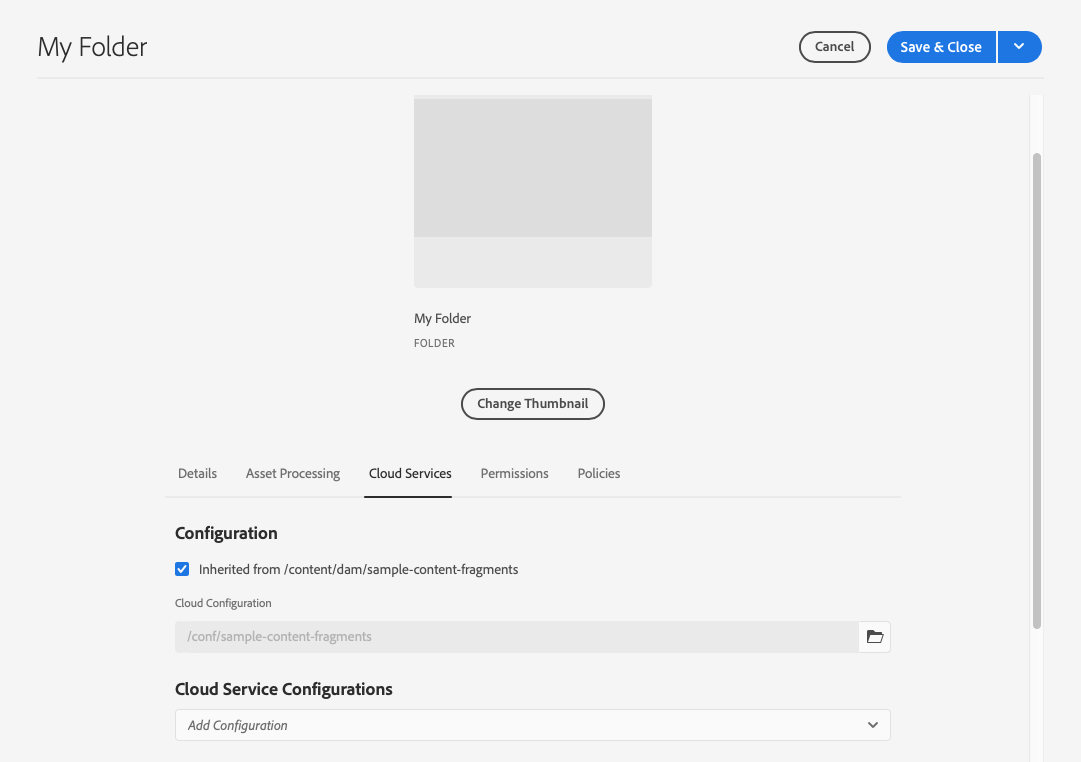 My Folder
Cancel
Save & Close
My Folder
FOLDER
Change Thumbnail
Details Asset Processing Cloud Services Permissions Policies
Configuration
Inherited from /content/dam/sample-content-fragments
Cloud Configuration
/conf/sample-content-fragments
Cloud Service Configurations
Add Configuration